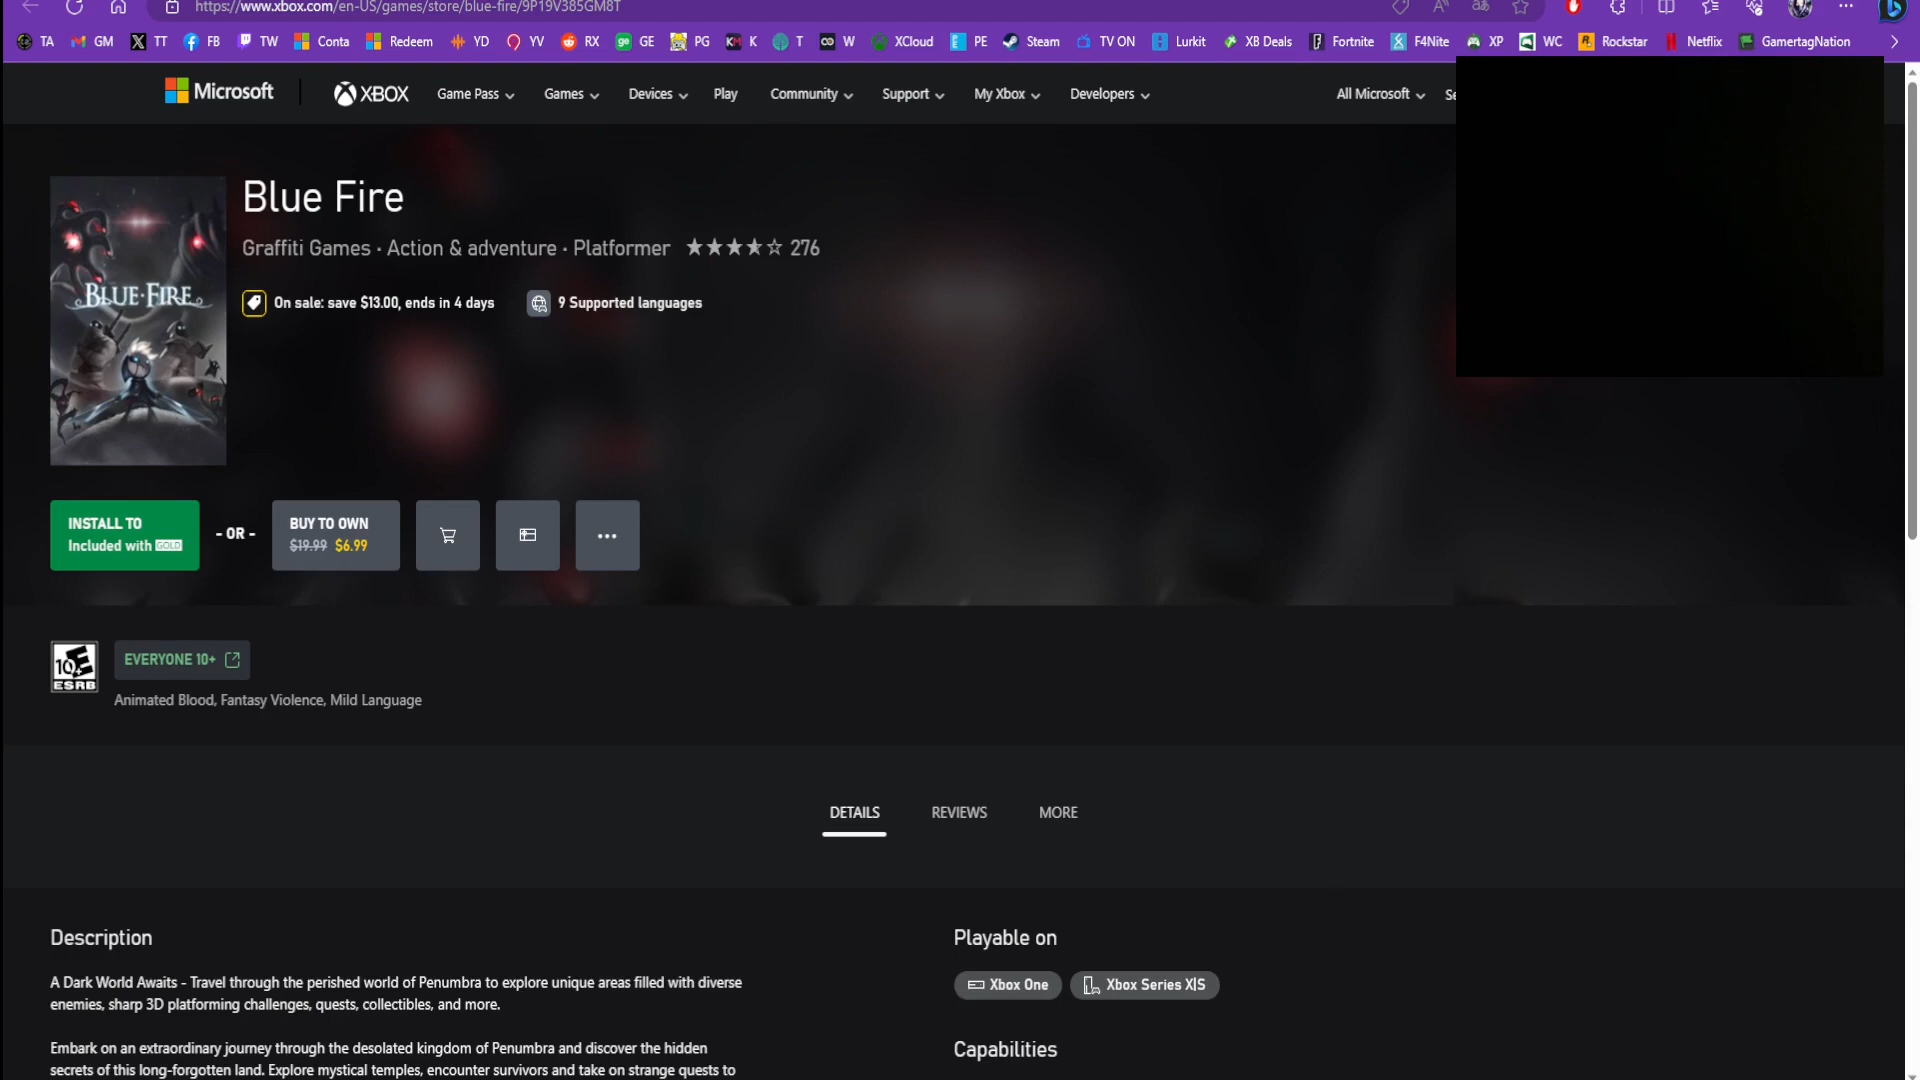 https://www.xbox.com/en-US/games/store/blue-fire/9P19V385GM8T
TA GM TT FB TW Conta Redeem YD YV RX GE PG K T W XCloud PE Steam TV ON Lurkit XB Deals Fortnite F4Nite XP WC Rockstar Netflix GamertagNation
Microsoft XBOX Game Pass Games Devices Play Community Support My Xbox Developers All Microsoft Se
Blue Fire
Graffiti Games · Action & adventure · Platformer ★★★★☆ 276
BLUE·FIRE
On sale: save $13.00, ends in 4 days 9 Supported languages
INSTALL TO
Included with GOLD
- OR -
BUY TO OWN
$19.99 $6.99
10+ E
ESRB
EVERYONE 10+
Animated Blood, Fantasy Violence, Mild Language
DETAILS REVIEWS MORE
Description
A Dark World Awaits - Travel through the perished world of Penumbra to explore unique areas filled with diverse
enemies, sharp 3D platforming challenges, quests, collectibles, and more.
Embark on an extraordinary journey through the desolated kingdom of Penumbra and discover the hidden
secrets of this long-forgotten land. Explore mystical temples, encounter survivors and take on strange quests to
Playable on
Xbox One Xbox Series X|S
Capabilities